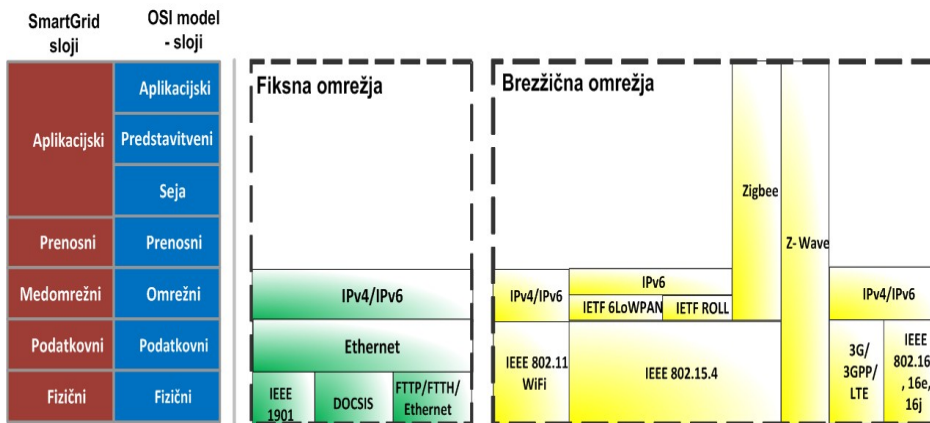 SmartGrid
sloji
OSI model
- sloji
Aplikacijski
Prenosni
Medomrežni
Podatkovni
Fizični
Aplikacijski
Predstavitveni
Seja
Prenosni
Omrežni
Podatkovni
Fizični
Fiksna omrežja
IPv4/IPv6
Ethernet
IEEE
1901
DOCSIS
FTTP/FTTH/
Ethernet
Brezžična omrežja
Zigbee
Z-Wave
IPv4/IPv6
IPv6
IETF 6LoWPAN
IETF ROLL
IPv4/IPv6
IEEE 802.11
WiFi
IEEE 802.15.4
3G/
3GPP/
LTE
IEEE
802.16
, 16e,
16j